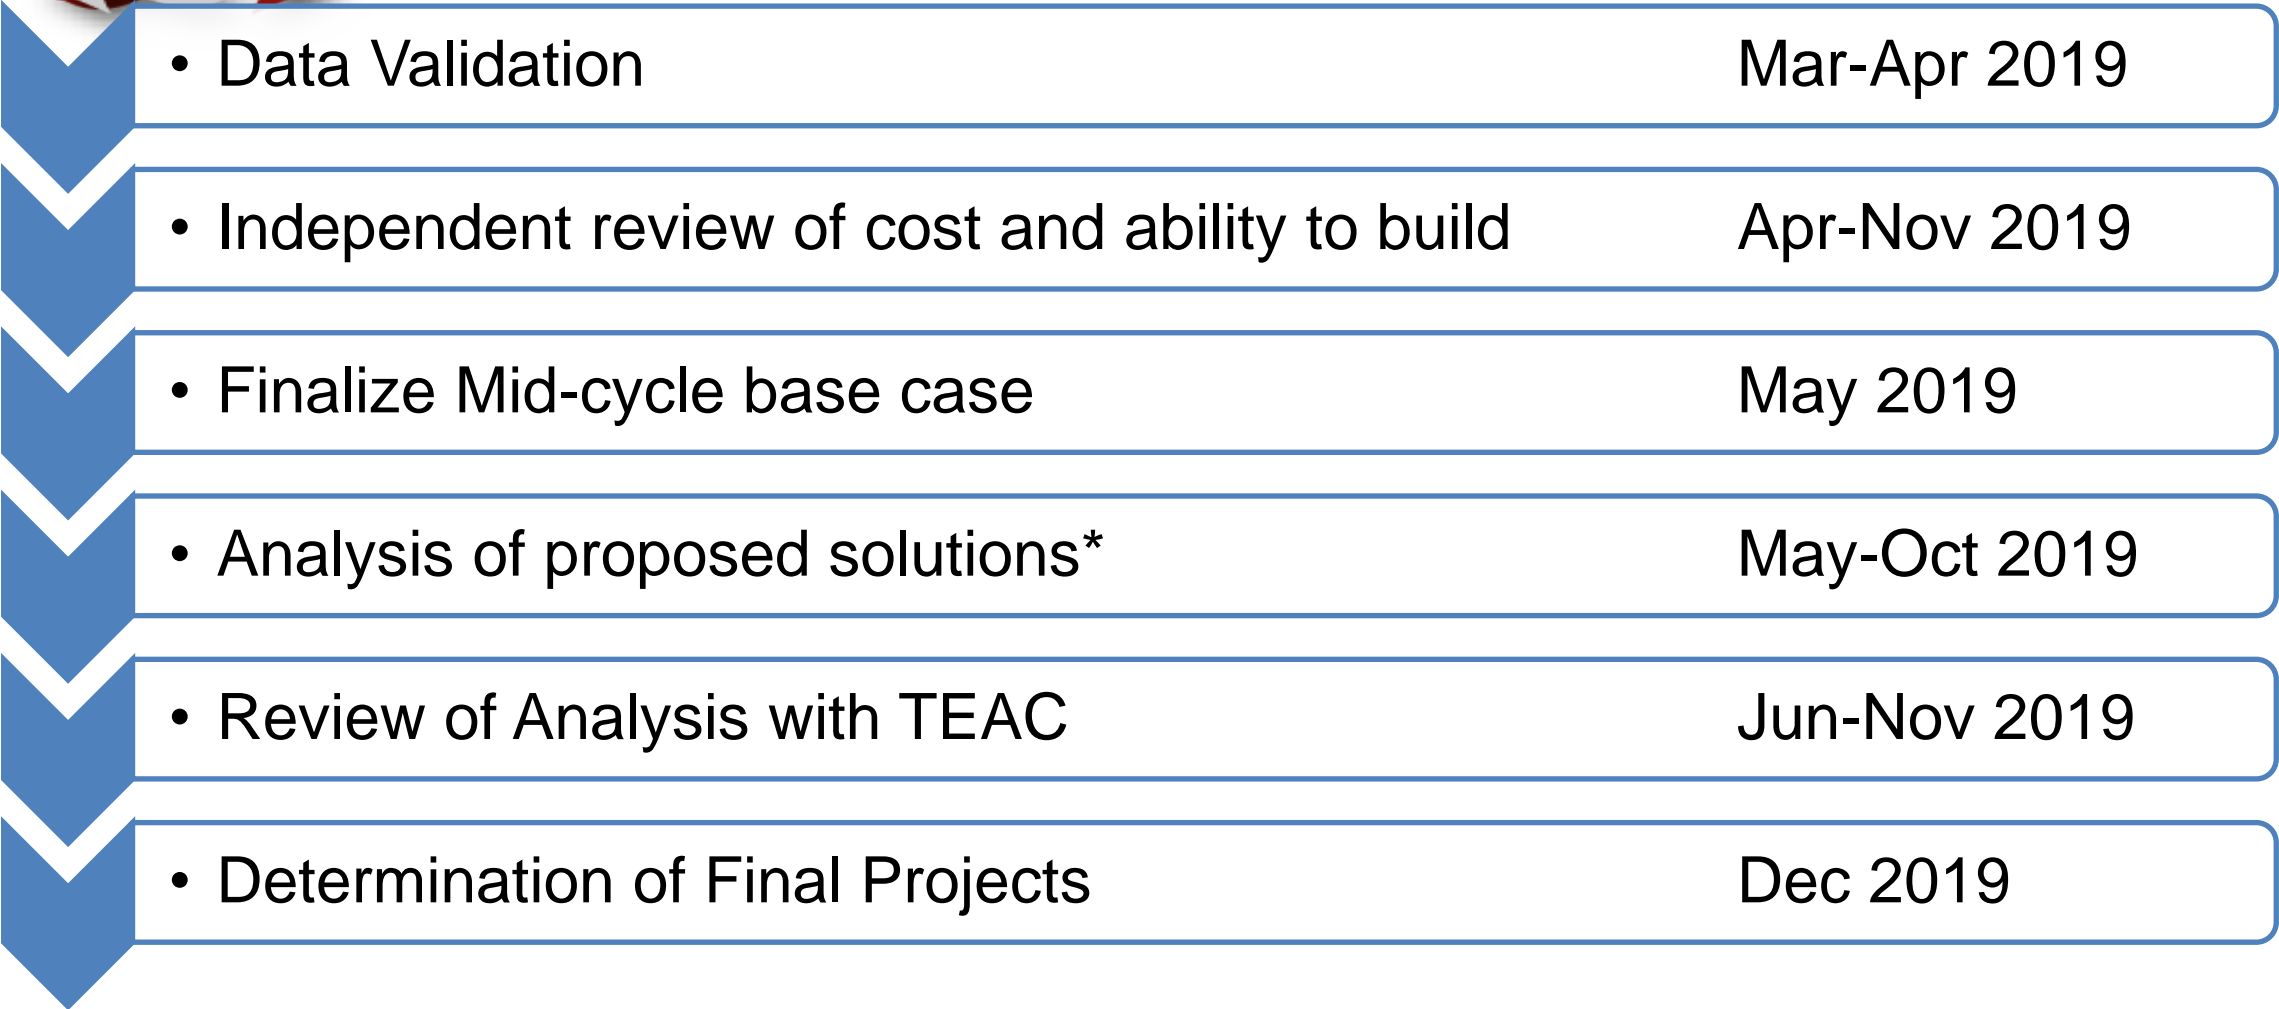 • Data Validation Mar-Apr 2019
• Independent review of cost and ability to build Apr-Nov 2019
• Finalize Mid-cycle base case May 2019
• Analysis of proposed solutions* May-Oct 2019
• Review of Analysis with TEAC Jun-Nov 2019
• Determination of Final Projects Dec 2019